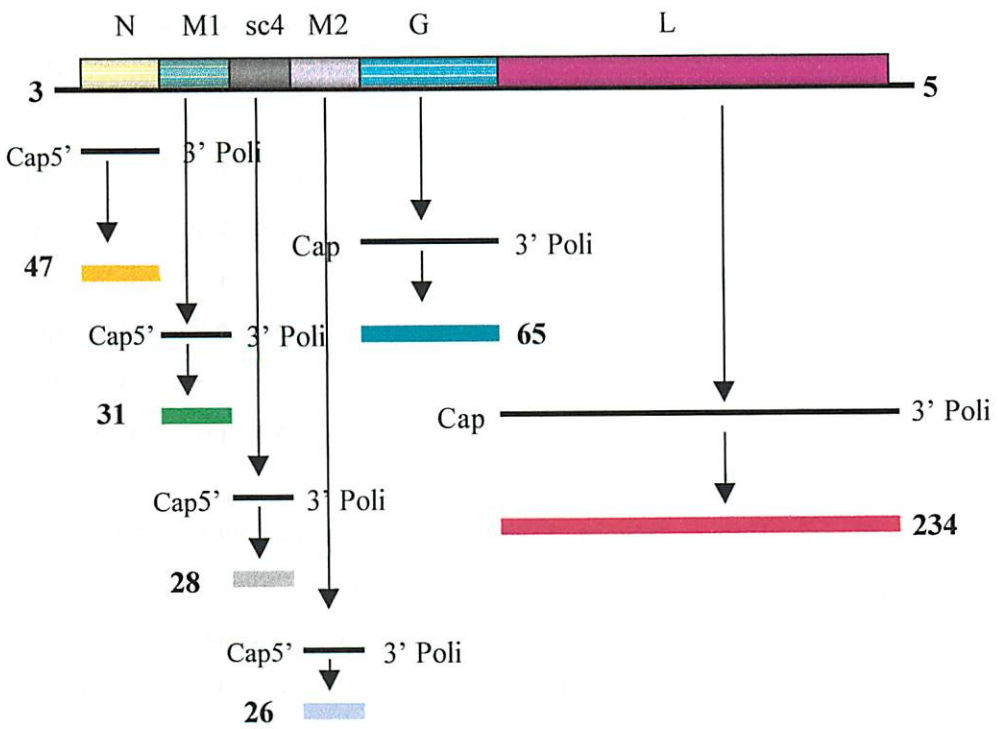 N M1 sc4 M2 G L
3 5
Cap5' 3' Poli
47
Cap 3' Poli
Cap5' 3' Poli
65
31
Cap 3' Poli
Cap5' 3' Poli
234
28
Cap5' 3' Poli
26